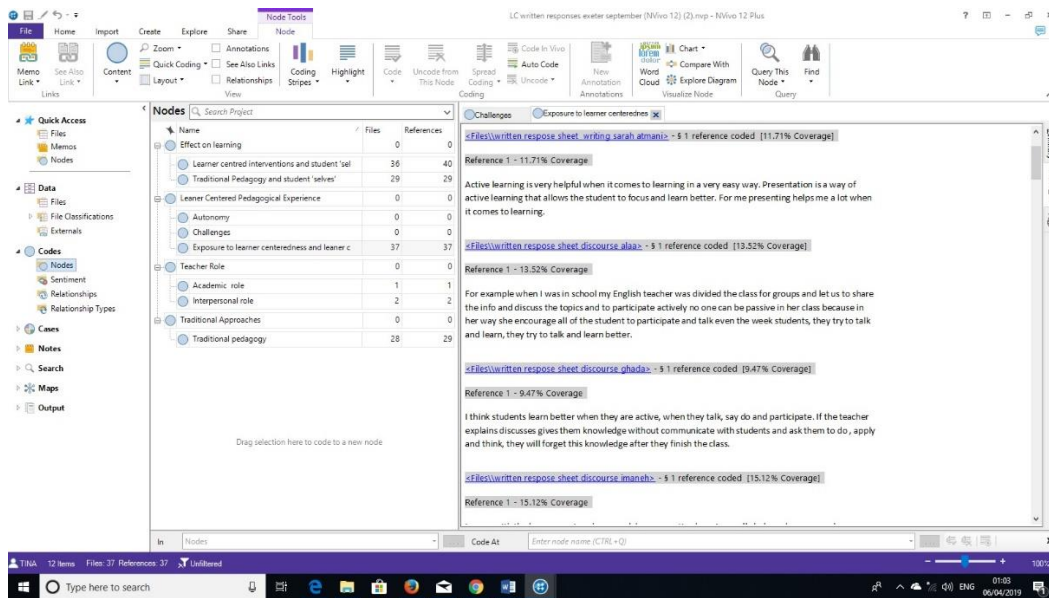 Node Tools
LC written responses exeter september (NVivo 12) (2).nvp - NVivo 12 Plus
File Home Import Create Explore Share Node
Memo Link
See Also Link
Links
Content
Zoom
Quick Coding
Layout
Annotations
See Also Links
Relationships
View
Coding Stripes
Highlight
Code
Uncode from This Node
Spread Coding
Code In Vivo
Auto Code
Uncode
Coding
New Annotation
Annotations
Word Cloud
Chart
Compare With
Explore Diagram
Visualize Node
Query This Node
Find
Query
Quick Access
Files
Memos
Nodes
Data
Files
File Classifications
Externals
Codes
Nodes
Sentiment
Relationships
Relationship Types
Cases
Notes
Search
Maps
Output
Nodes Search Project
Name Files References
Effect on learning 0 0
Learner centred interventions and student 'sel 36 40
Traditional Pedagogy and student 'selves' 29 29
Leaner Centered Pedagogical Experience 0 0
Autonomy 0 0
Challenges 0 0
Exposure to learner centeredness and leaner c 37 37
Teacher Role 0 0
Academic role 1 1
Interpersonal role 2 2
Traditional Approaches 0 0
Traditional pedagogy 28 29
Drag selection here to code to a new node
Challenges Exposure to learner centerednes
<Files\\written respose sheet writing sarah atmani> - § 1 reference coded [11.71% Coverage]
Reference 1 - 11.71% Coverage
Active learning is very helpful when it comes to learning in a very easy way. Presentation is a way of
active learning that allows the student to focus and learn better. For me presenting helps me a lot when
it comes to learning.
<Files\\written respose sheet discourse alaa> - § 1 reference coded [13.52% Coverage]
Reference 1 - 13.52% Coverage
For example when I was in school my English teacher was divided the class for groups and let us to share
the info and discuss the topics and to participate actively no one can be passive in her class because in
her way she encourage all of the student to participate and talk even the week students, they try to talk
and learn, they try to talk and learn better.
<Files\\written respose sheet discourse ghada> - § 1 reference coded [9.47% Coverage]
Reference 1 - 9.47% Coverage
I think students learn better when they are active, when they talk, say do and participate. If the teacher
explains discusses gives them knowledge without communicate with students and ask them to do , apply
and think, they will forget this knowledge after they finish the class.
<Files\\written respose sheet discourse imaneh> - § 1 reference coded [15.12% Coverage]
Reference 1 - 15.12% Coverage
In Nodes
Code At Enter node name (CTRL+Q)
TINA 12 Items Files: 37 References: 37 Unfiltered
100%
Type here to search
ENG
01:03
06/04/2019